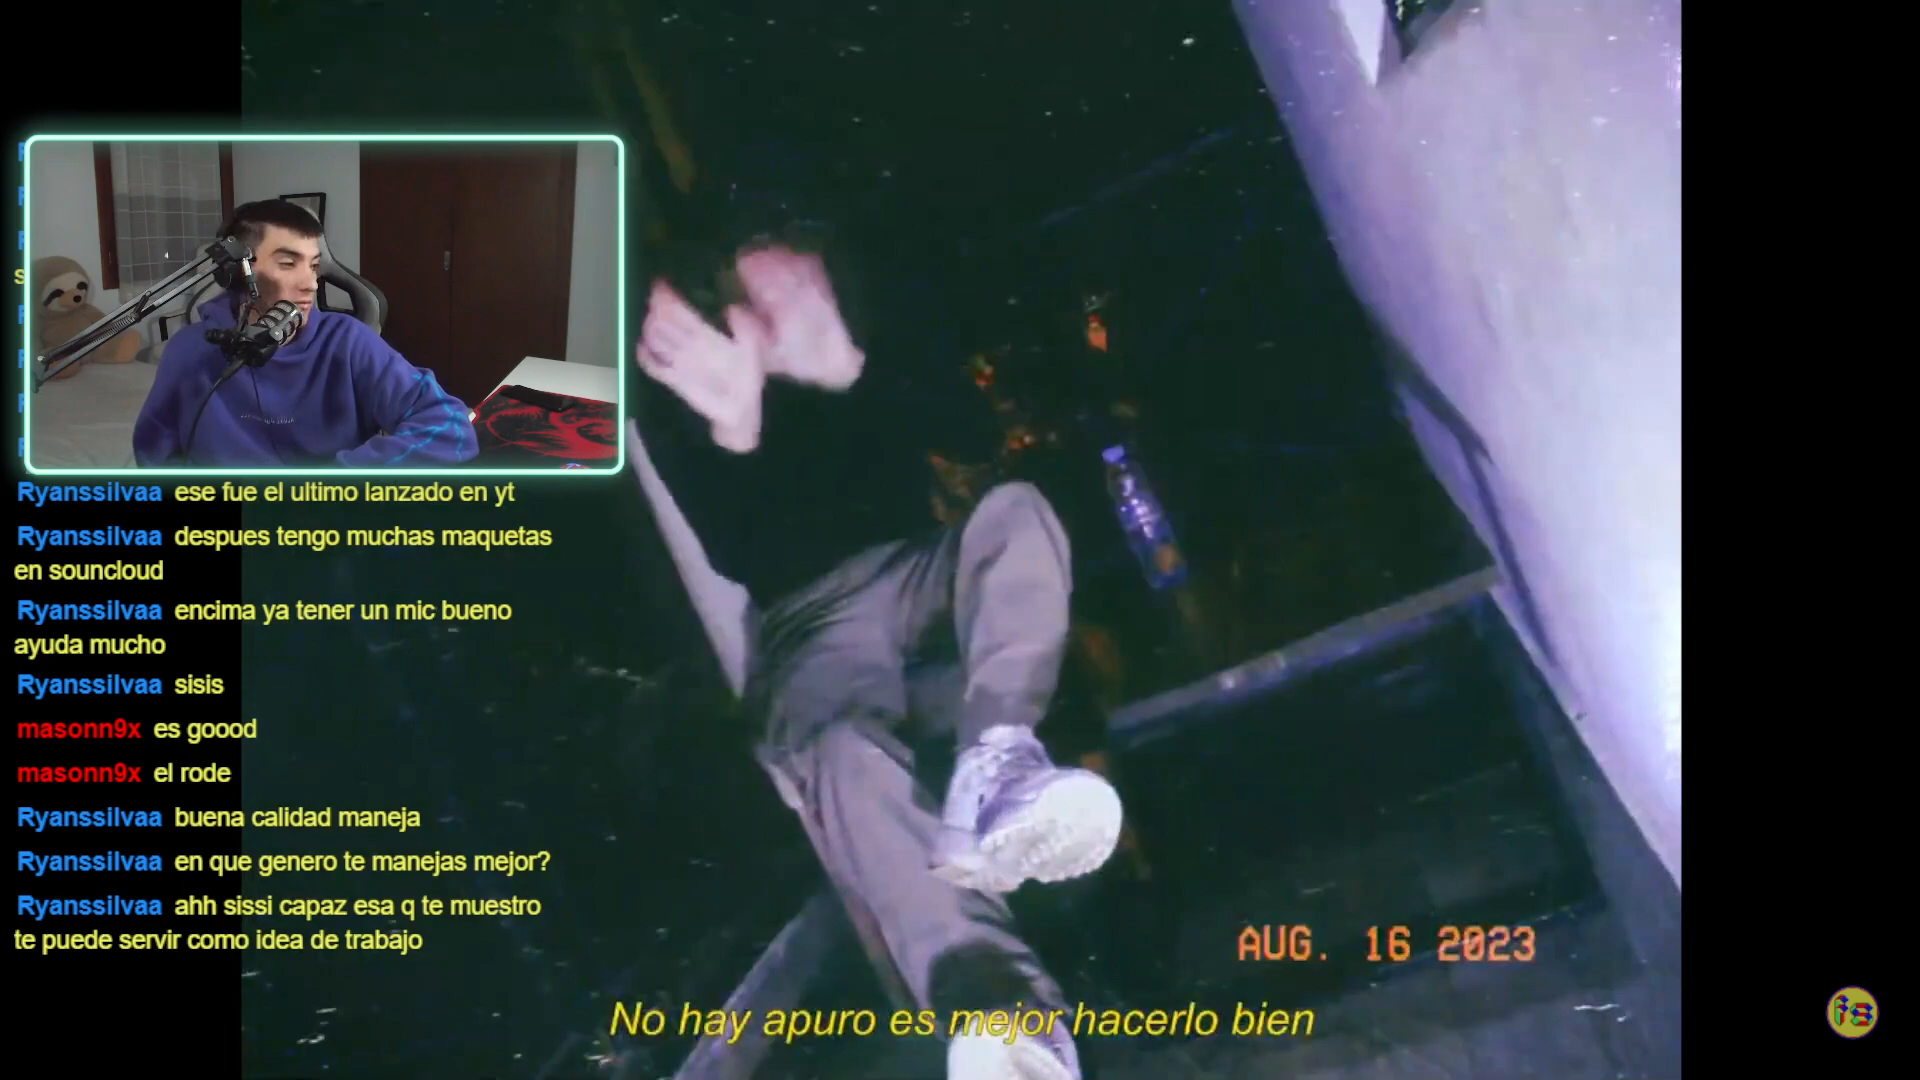 Ryanssilvaa ese fue el ultimo lanzado en yt
Ryanssilvaa despues tengo muchas maquetas
en souncloud
Ryanssilvaa encima ya tener un mic bueno
ayuda mucho
Ryanssilvaa sisis
masonn9x es goood
masonn9x el rode
Ryanssilvaa buena calidad maneja
Ryanssilvaa en que genero te manejas mejor?
Ryanssilvaa ahh sissi capaz esa q te muestro
te puede servir como idea de trabajo
AUG. 16 2023
No hay apuro es mejor hacerlo bien